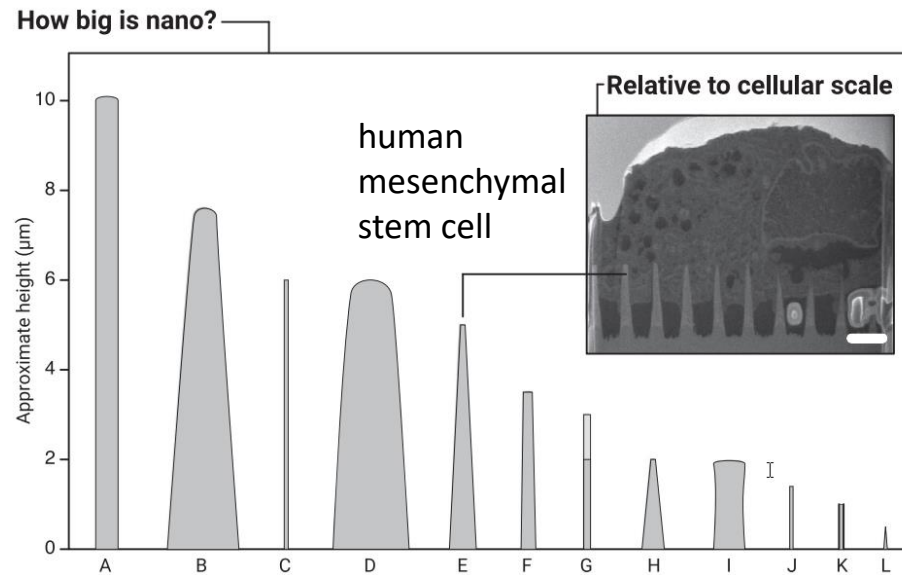 How big is nano?
Relative to cellular scale
human
mesenchymal
stem cell
Approximate height (µm)
10
8
6
4
2
0
A B C D E F G H I J K L